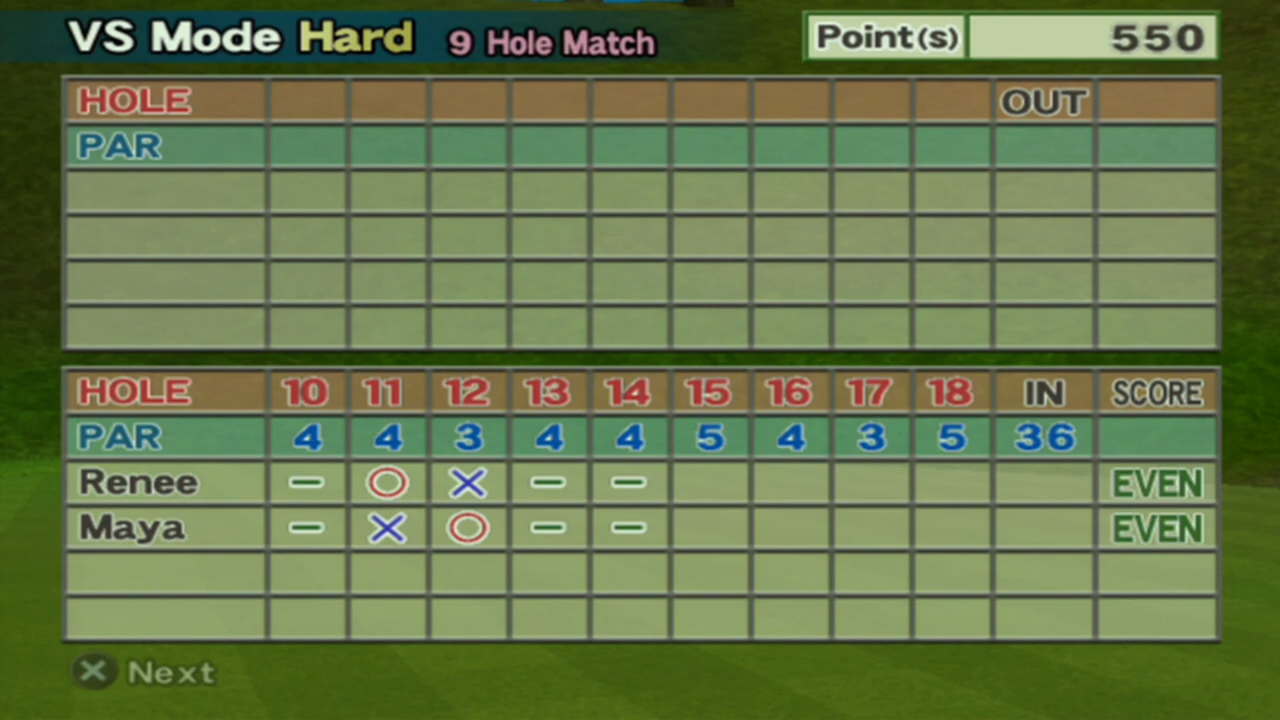 VS Mode Hard 9 Hole Match Point(s) 550
HOLE OUT
PAR
HOLE 10 11 12 13 14 15 16 17 18 IN SCORE
PAR 4 4 3 4 4 5 4 3 5 36
Renee – ○ × – – EVEN
Maya – × ○ – – EVEN
× Next